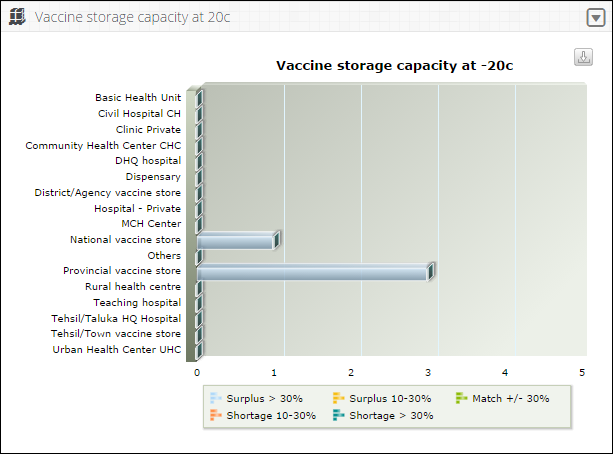 Vaccine storage capacity at 20c
Vaccine storage capacity at -20c
Basic Health Unit
Civil Hospital CH
Clinic Private
Community Health Center CHC
DHQ hospital
Dispensary
District/Agency vaccine store
Hospital - Private
MCH Center
National vaccine store
Others
Provincial vaccine store
Rural health centre
Teaching hospital
Tehsil/Taluka HQ Hospital
Tehsil/Town vaccine store
Urban Health Center UHC
0 1 2 3 4 5
Surplus > 30% Surplus 10-30% Match +/- 30%
Shortage 10-30% Shortage > 30%